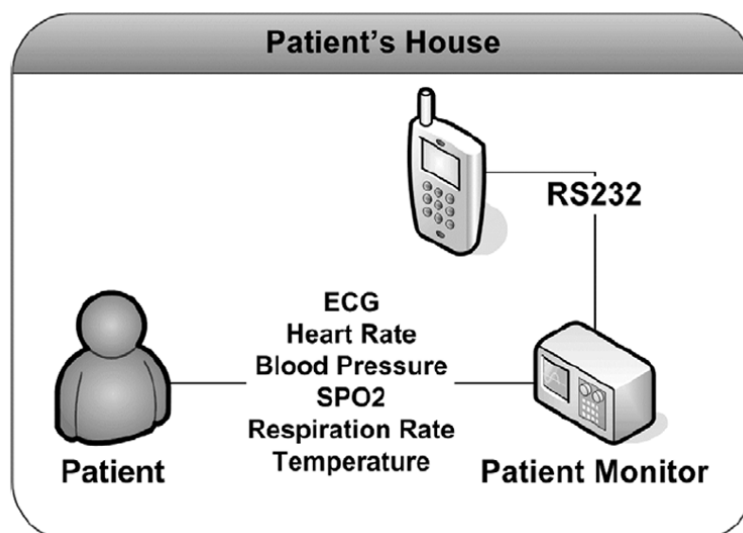 Patient's House
RS232
ECG
Heart Rate
Blood Pressure
SPO2
Respiration Rate
Temperature
Patient
Patient Monitor